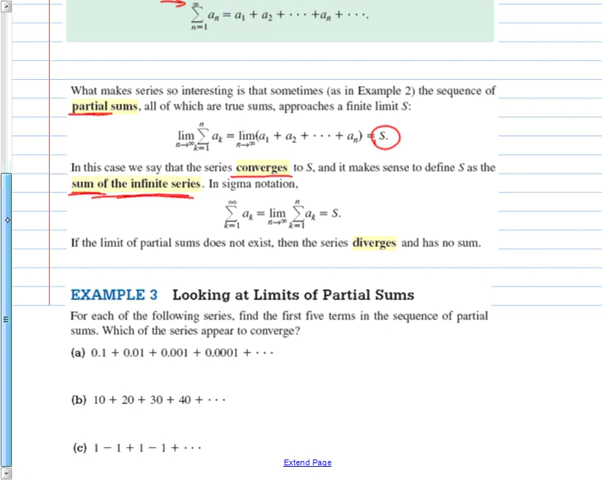 ∞
∑ aₙ = a₁ + a₂ + · · · +aₙ + · · ·.
n=1
What makes series so interesting is that sometimes (as in Example 2) the sequence of
partial sums, all of which are true sums, approaches a finite limit S:
lim n→∞ ∑ k=1 n aₖ = lim n→∞ (a₁ + a₂ + · · · + aₙ) = S.
In this case we say that the series converges to S, and it makes sense to define S as the
sum of the infinite series. In sigma notation,
∑ k=1 ∞ aₖ = lim n→∞ ∑ k=1 n aₖ = S.
If the limit of partial sums does not exist, then the series diverges and has no sum.
EXAMPLE 3 Looking at Limits of Partial Sums
For each of the following series, find the first five terms in the sequence of partial
sums. Which of the series appear to converge?
(a) 0.1 + 0.01 + 0.001 + 0.0001 + · · ·
(b) 10 + 20 + 30 + 40 + · · ·
(c) 1 − 1 + 1 − 1 + · · ·
Extend Page